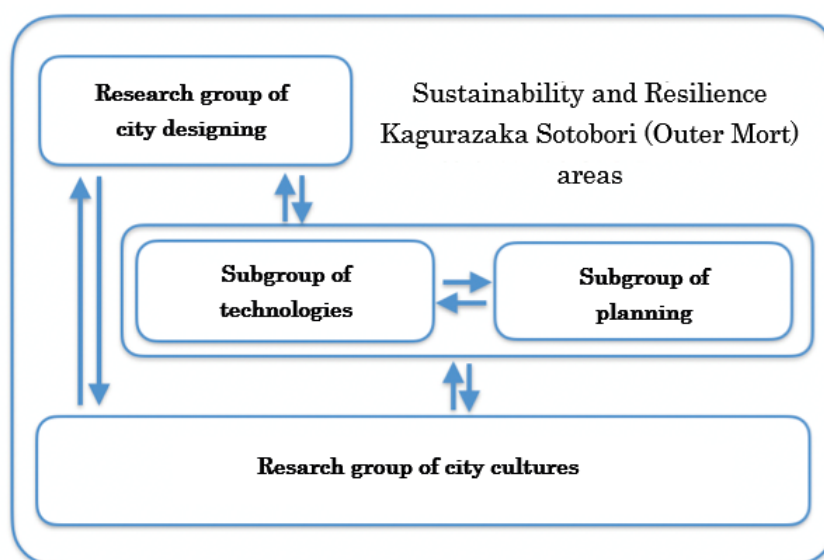 Research group of
city designing
Sustainability and Resilience
Kagurazaka Sotobori (Outer Mort)
areas
Subgroup of
technologies
Subgroup of
planning
Resarch group of city cultures